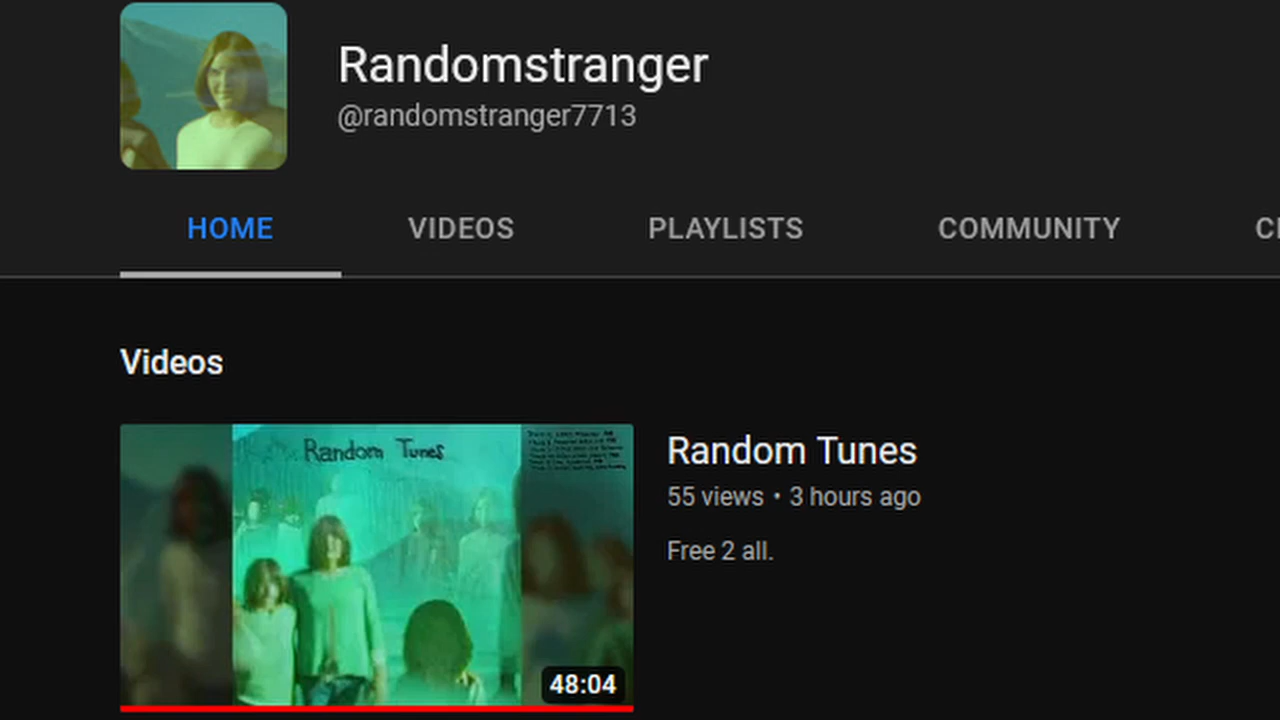 Randomstranger
@randomstranger7713
HOME VIDEOS PLAYLISTS COMMUNITY
Videos
Random Tunes
Random Tunes
55 views • 3 hours ago
Free 2 all.
48:04